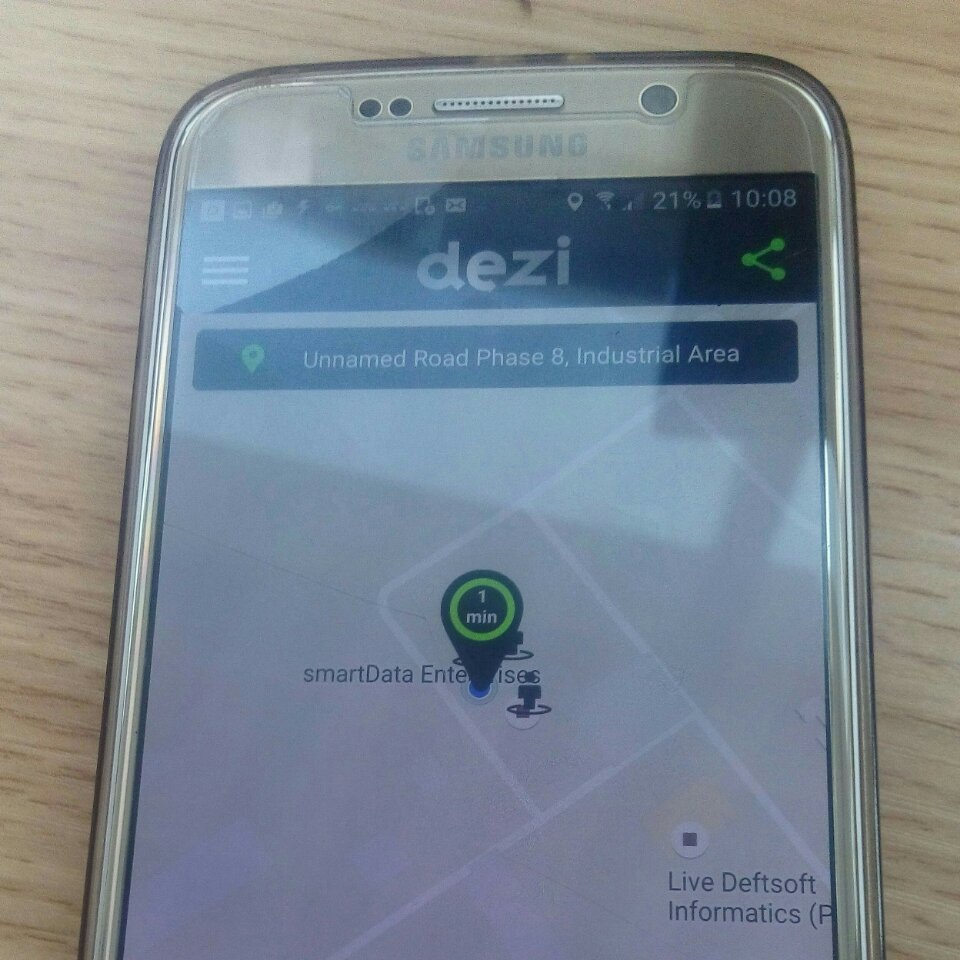 SAMSUNG
21% 10:08
dezi
Unnamed Road Phase 8, Industrial Area
1
min
smartData Enterprises
Live Deftsoft
Informatics (P